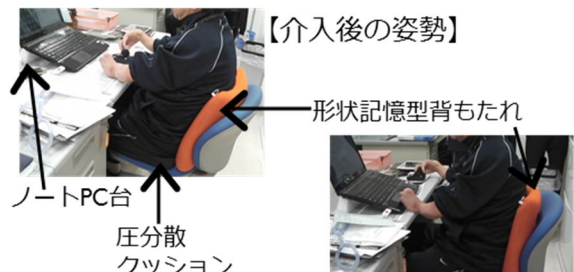 【介入後の姿勢】
形状記憶型背もたれ
ノートPC台
圧分散
クッション